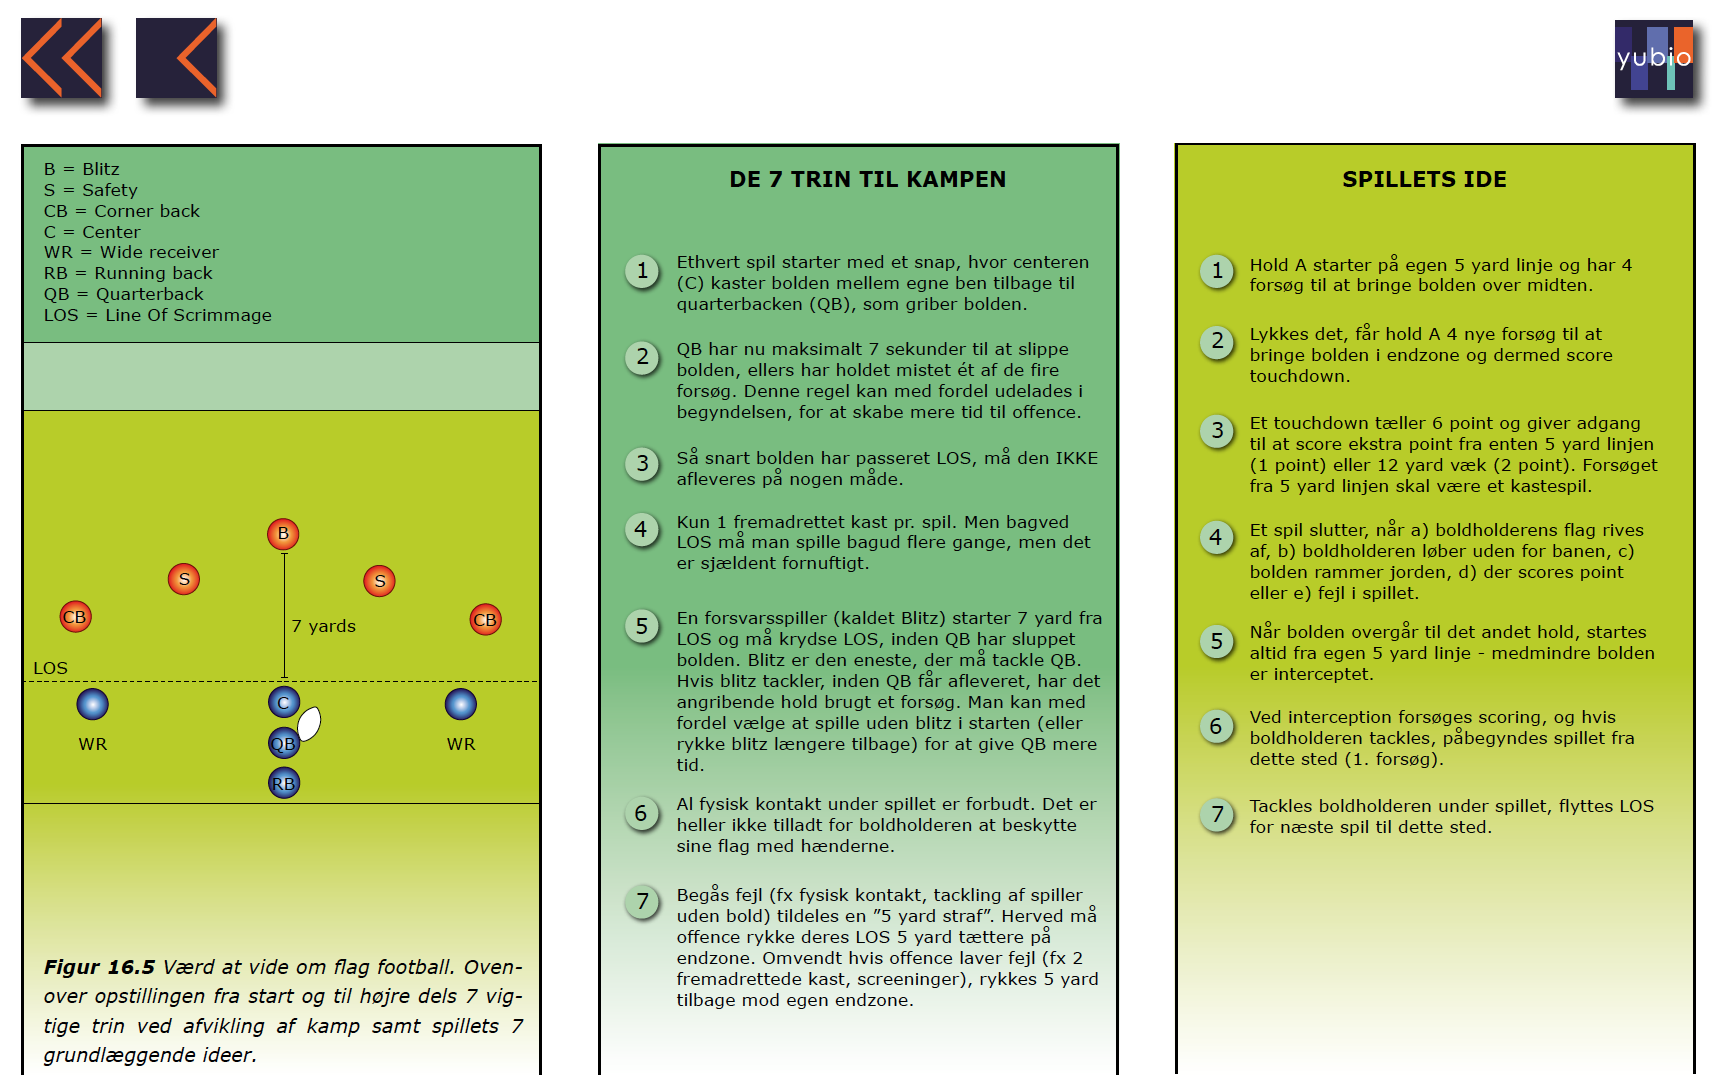 yubio
B = Blitz
S = Safety
CB = Corner back
C = Center
WR = Wide receiver
RB = Running back
QB = Quarterback
LOS = Line Of Scrimmage
B
S
S
CB
CB
7 yards
LOS
C
WR
QB
WR
RB
Figur 16.5 Værd at vide om flag football. Oven-
over opstillingen fra start og til højre dels 7 vig-
tige trin ved afvikling af kamp samt spillets 7
grundlæggende ideer.
DE 7 TRIN TIL KAMPEN
1 Ethvert spil starter med et snap, hvor centeren
(C) kaster bolden mellem egne ben tilbage til
quarterbacken (QB), som griber bolden.
2 QB har nu maksimalt 7 sekunder til at slippe
bolden, ellers har holdet mistet ét af de fire
forsøg. Denne regel kan med fordel udelades i
begyndelsen, for at skabe mere tid til offence.
3 Så snart bolden har passeret LOS, må den IKKE
afleveres på nogen måde.
4 Kun 1 fremadrettet kast pr. spil. Men bagved
LOS må man spille bagud flere gange, men det
er sjældent fornuftigt.
5 En forsvarsspiller (kaldet Blitz) starter 7 yard fra
LOS og må krydse LOS, inden QB har sluppet
bolden. Blitz er den eneste, der må tackle QB.
Hvis blitz tackler, inden QB får afleveret, har det
angribende hold brugt et forsøg. Man kan med
fordel vælge at spille uden blitz i starten (eller
rykke blitz længere tilbage) for at give QB mere
tid.
6 Al fysisk kontakt under spillet er forbudt. Det er
heller ikke tilladt for boldholderen at beskytte
sine flag med hænderne.
7 Begås fejl (fx fysisk kontakt, tackling af spiller
uden bold) tildeles en ”5 yard straf”. Herved må
offence rykke deres LOS 5 yard tættere på
endzone. Omvendt hvis offence laver fejl (fx 2
fremadrettede kast, screeninger), rykkes 5 yard
tilbage mod egen endzone.
SPILLETS IDE
1 Hold A starter på egen 5 yard linje og har 4
forsøg til at bringe bolden over midten.
2 Lykkes det, får hold A 4 nye forsøg til at
bringe bolden i endzone og dermed score
touchdown.
3 Et touchdown tæller 6 point og giver adgang
til at score ekstra point fra enten 5 yard linjen
(1 point) eller 12 yard væk (2 point). Forsøget
fra 5 yard linjen skal være et kastespil.
4 Et spil slutter, når a) boldholderens flag rives
af, b) boldholderen løber uden for banen, c)
bolden rammer jorden, d) der scores point
eller e) fejl i spillet.
5 Når bolden overgår til det andet hold, startes
altid fra egen 5 yard linje - medmindre bolden
er interceptet.
6 Ved interception forsøges scoring, og hvis
boldholderen tackles, påbegyndes spillet fra
dette sted (1. forsøg).
7 Tackles boldholderen under spillet, flyttes LOS
for næste spil til dette sted.